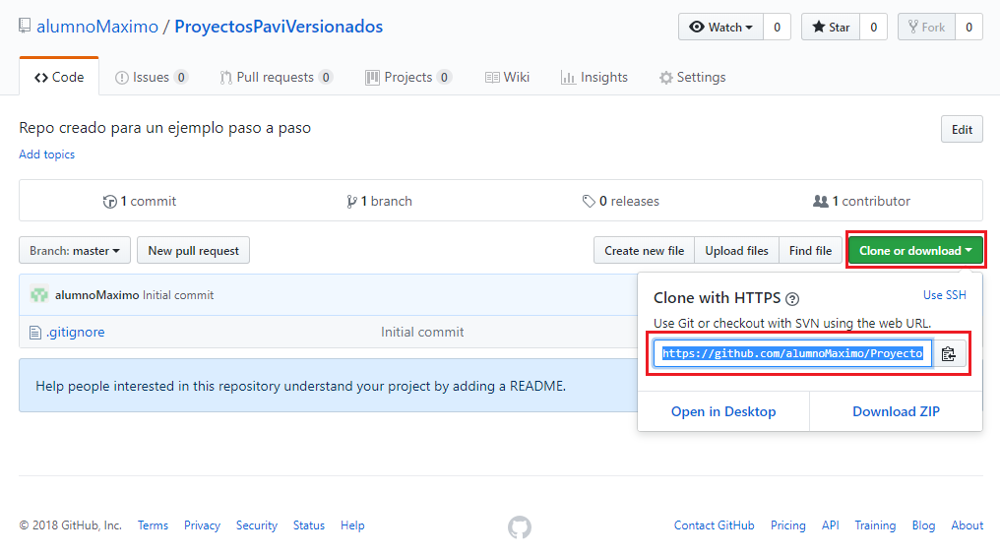 alumnoMaximo / ProyectosPaviVersionados
Watch 0 Star 0 Fork 0
Code Issues 0 Pull requests 0 Projects 0 Wiki Insights Settings
Repo creado para un ejemplo paso a paso
Edit
Add topics
1 commit 1 branch 0 releases 1 contributor
Branch: master New pull request Create new file Upload files Find file Clone or download
alumnoMaximo Initial commit
.gitignore Initial commit
Help people interested in this repository understand your project by adding a README.
Clone with HTTPS Use SSH
Use Git or checkout with SVN using the web URL.
https://github.com/alumnoMaximo/Proyecto
Open in Desktop Download ZIP
© 2018 GitHub, Inc. Terms Privacy Security Status Help Contact GitHub Pricing API Training Blog About